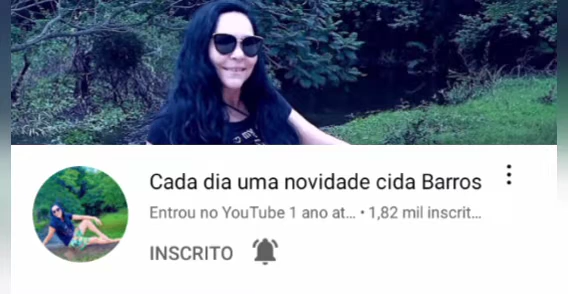 Cada dia uma novidade cida Barros
Entrou no YouTube 1 ano at... • 1,82 mil inscrit...
INSCRITO